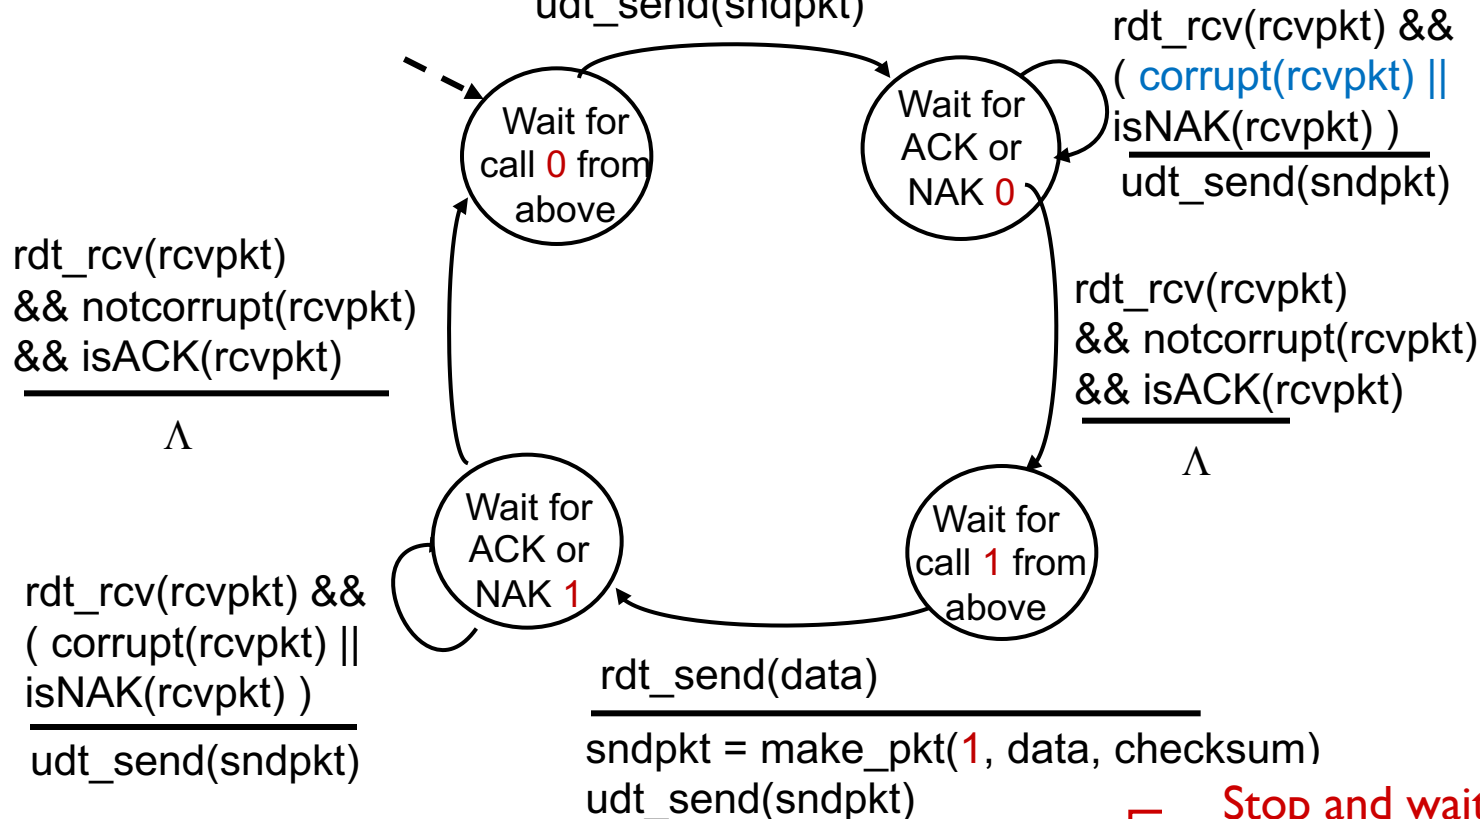 udt_send(sndpkt)
rdt_rcv(rcvpkt) &&
( corrupt(rcvpkt) ||
isNAK(rcvpkt) )
udt_send(sndpkt)
Wait for
call 0 from
above
Wait for
ACK or
NAK 0
rdt_rcv(rcvpkt)
&& notcorrupt(rcvpkt)
&& isACK(rcvpkt)
Λ
rdt_rcv(rcvpkt)
&& notcorrupt(rcvpkt)
&& isACK(rcvpkt)
Λ
Wait for
ACK or
NAK 1
Wait for
call 1 from
above
rdt_rcv(rcvpkt) &&
( corrupt(rcvpkt) ||
isNAK(rcvpkt) )
udt_send(sndpkt)
rdt_send(data)
sndpkt = make_pkt(1, data, checksum)
udt_send(sndpkt)
Stop and wait